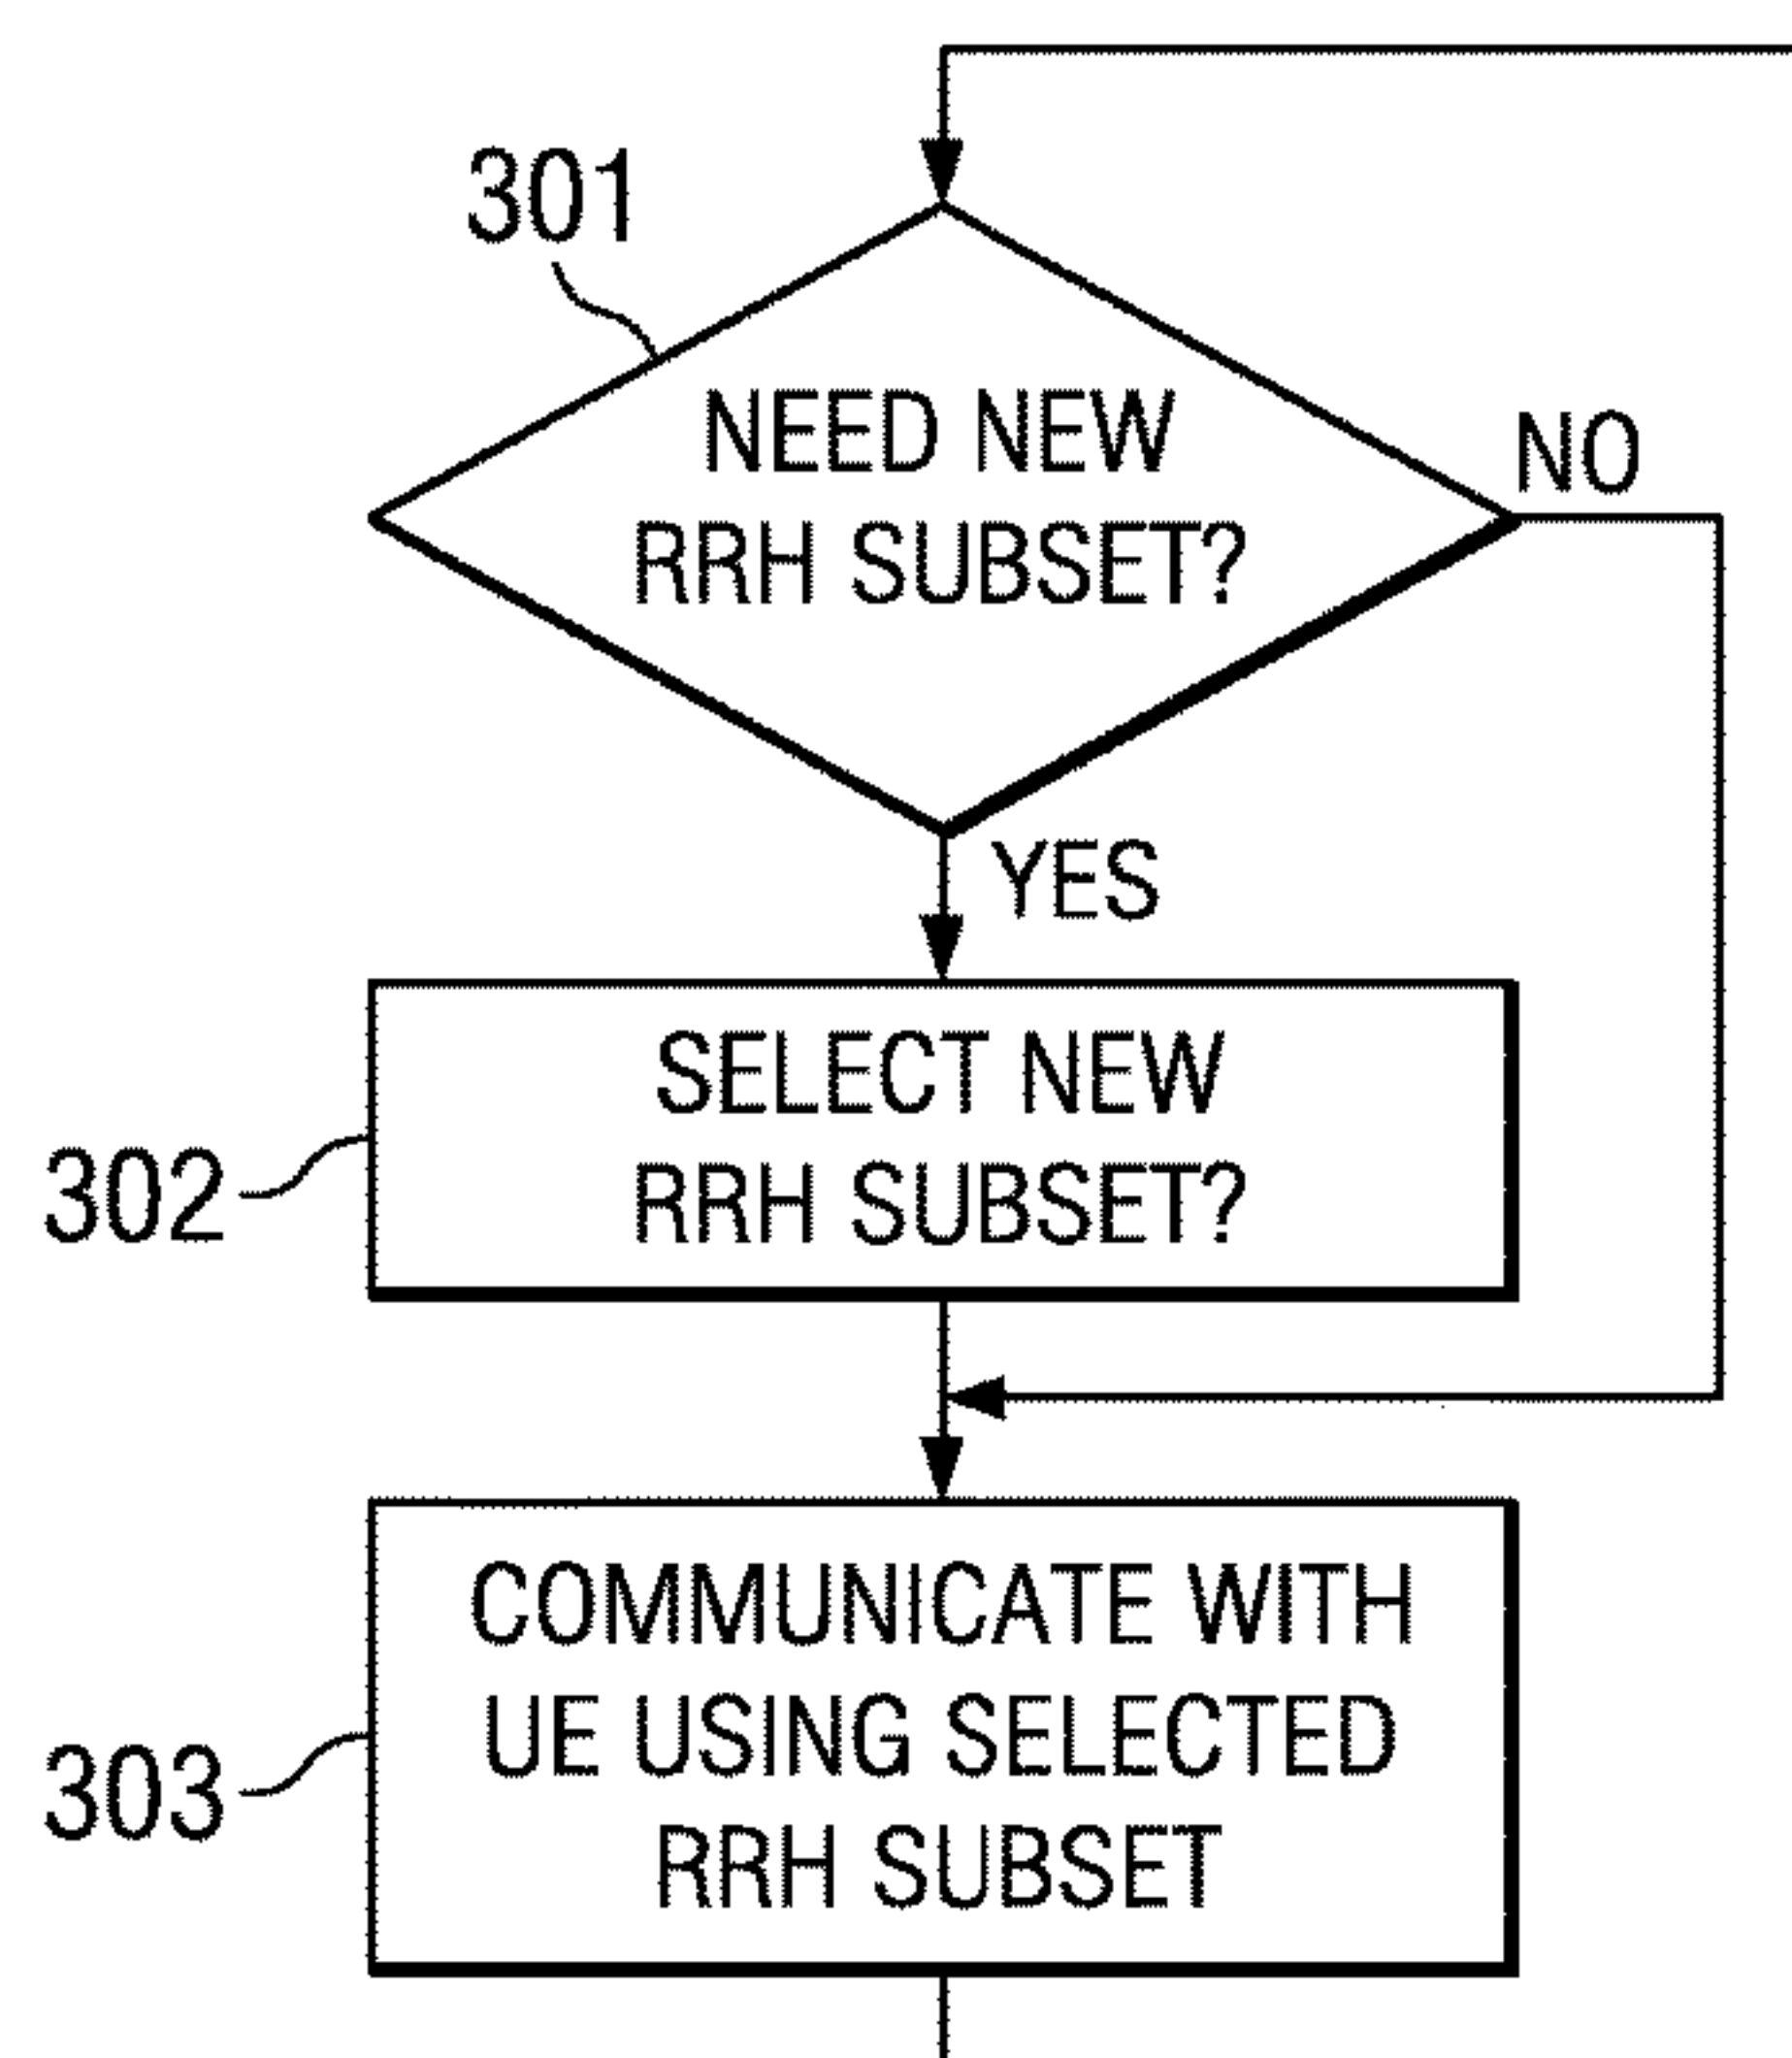 301
NEED NEW
RRH SUBSET?
NO
YES
SELECT NEW
RRH SUBSET?
302
COMMUNICATE WITH
UE USING SELECTED
RRH SUBSET
303